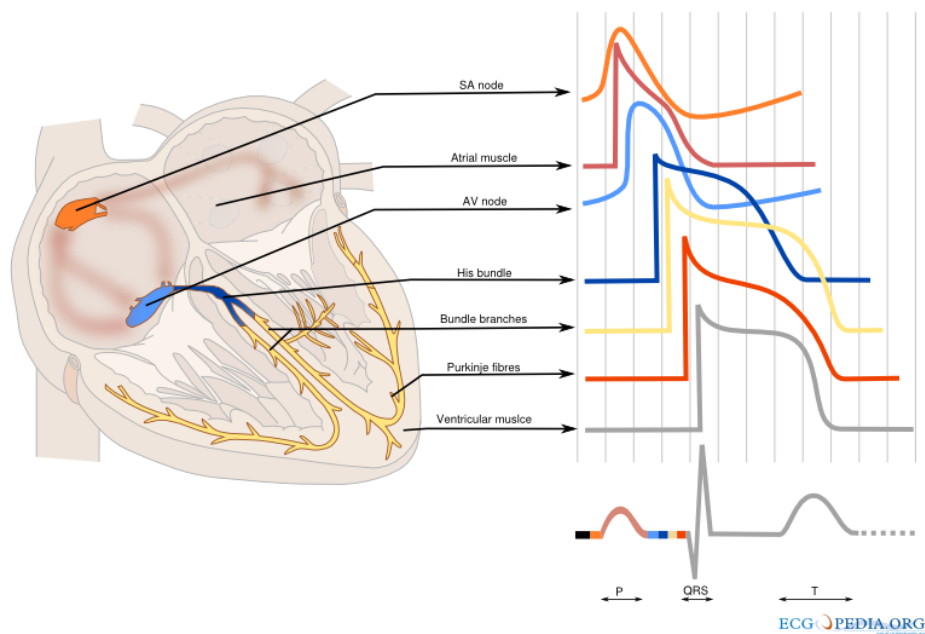 SA node
Atrial muscle
AV node
His bundle
Bundle branches
Purkinje fibres
Ventricular muslce
P
QRS
T
ECGPEDIA.ORG